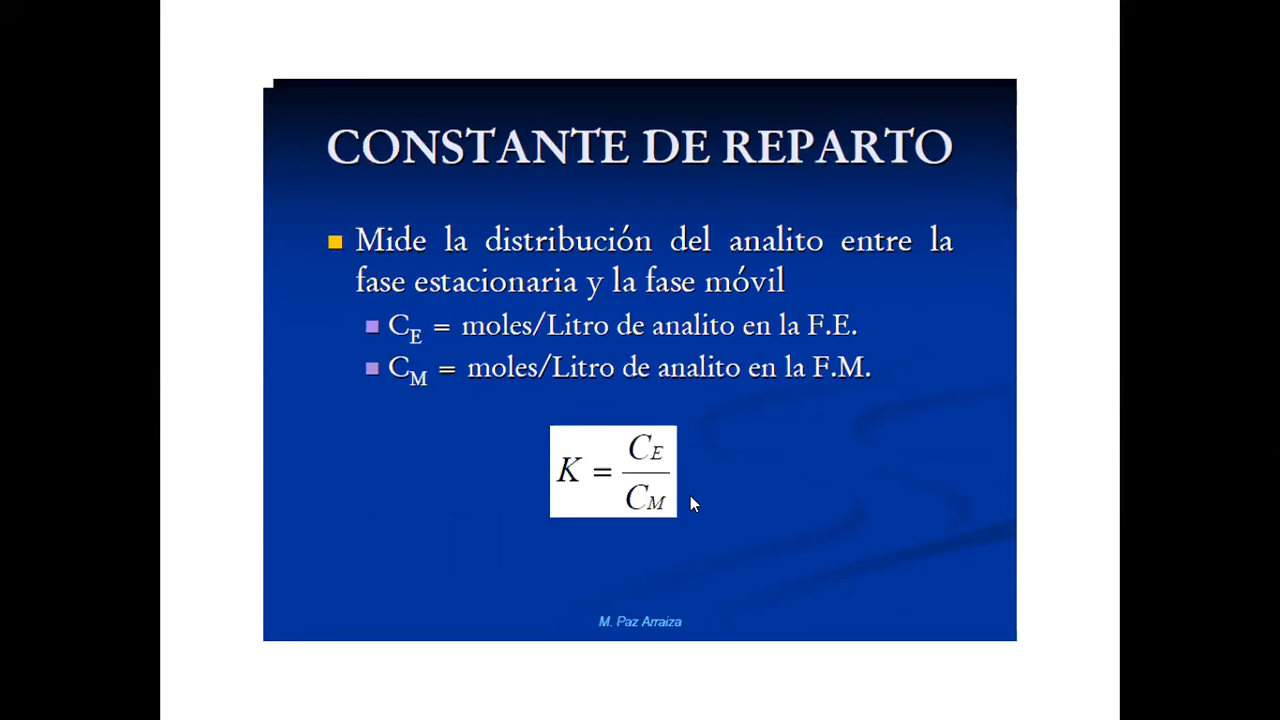 CONSTANTE DE REPARTO
Mide la distribución del analito entre la
fase estacionaria y la fase móvil
C_E = moles/Litro de analito en la F.E.
C_M = moles/Litro de analito en la F.M.
K = C_E / C_M
M. Paz Arraiza